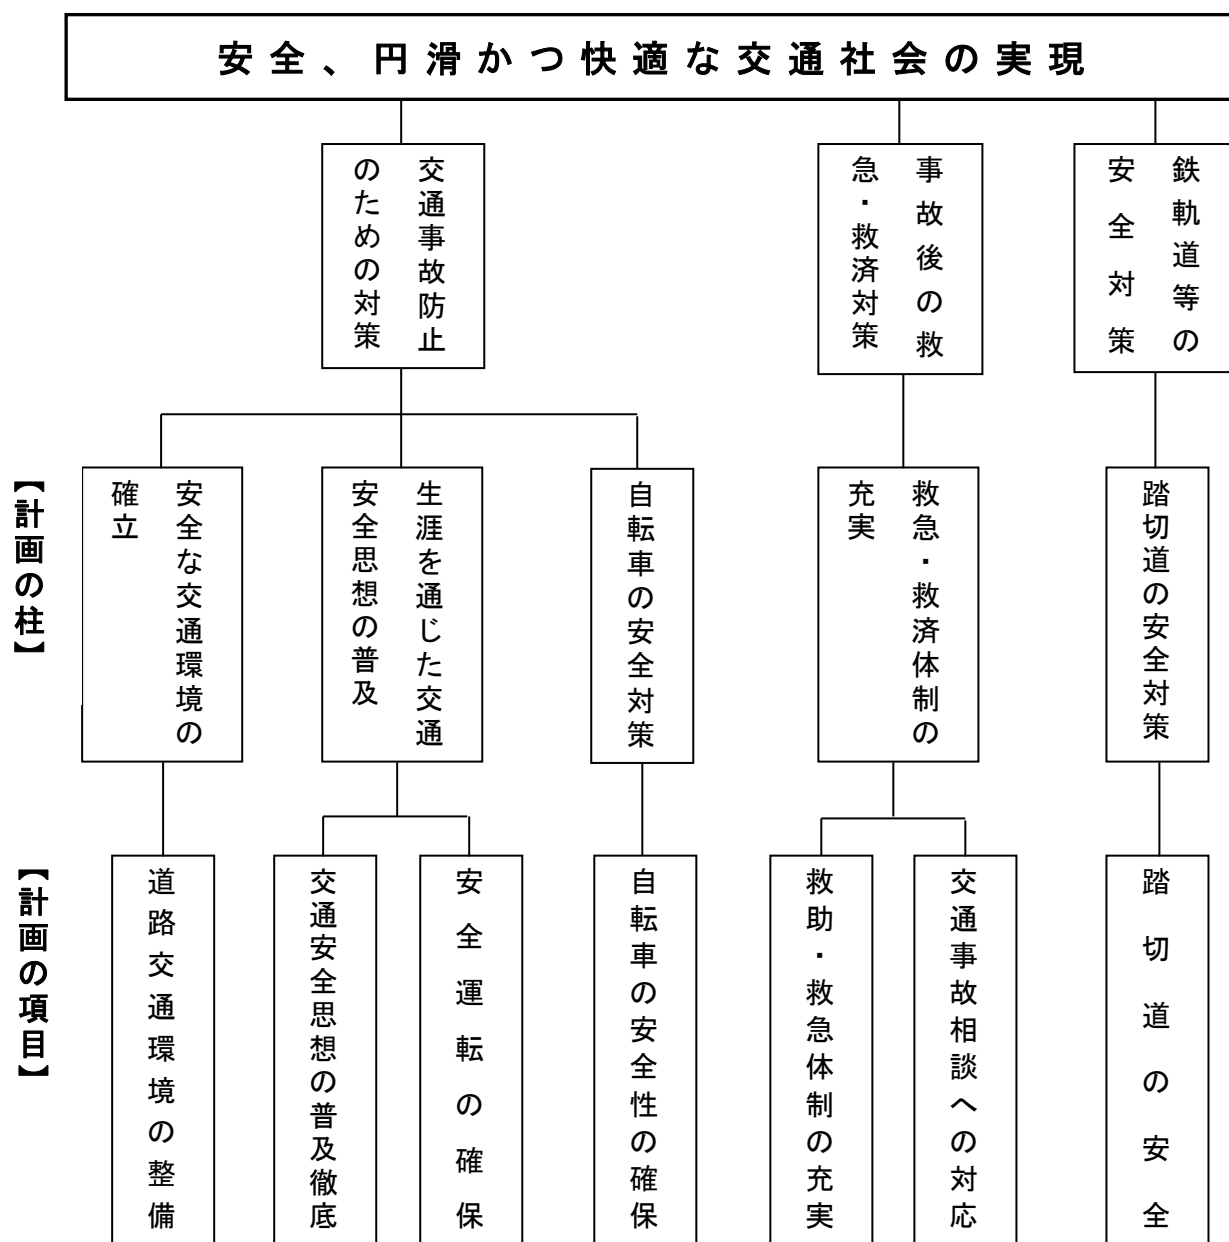 安全、円滑かつ快適な交通社会の実現
交通事故防止
のための対策
事故後の救
急・救済対策
鉄軌道等の
安全対策
【計画の柱】
安全な交通環境の
確立
生涯を通じた交通
安全思想の普及
自転車の安全対策
救急・救済体制の
充実
踏切道の安全対策
【計画の項目】
道路交通環境の整備
交通安全思想の普及徹底
安全運転の確保
自転車の安全性の確保
救助・救急体制の充実
交通事故相談への対応
踏切道の安全